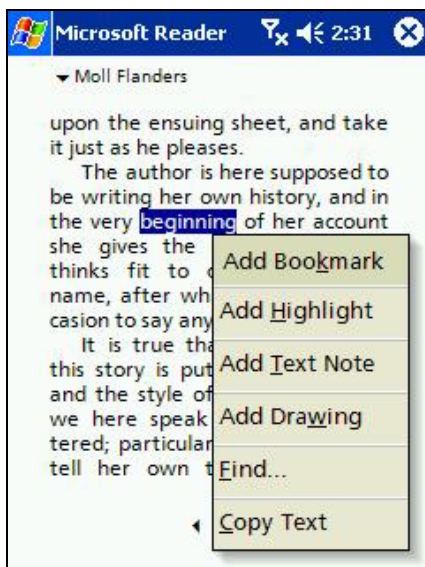 Microsoft Reader 2:31
Moll Flanders
upon the ensuing sheet, and take
it just as he pleases.
The author is here supposed to
be writing her own history, and in
the very beginning of her account
she gives the
thinks fit to
name, after
casion to say any
It is true
this story is put
and the style of
we here speak
tered;
tell her own
Add Bookmark
Add Highlight
Add Text Note
Add Drawing
Find...
Copy Text